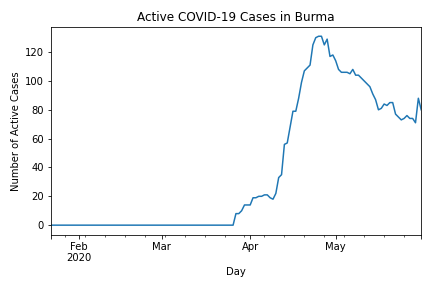 Active COVID-19 Cases in Burma
Number of Active Cases
120
100
80
60
40
20
0
Feb Mar Apr May
2020
Day